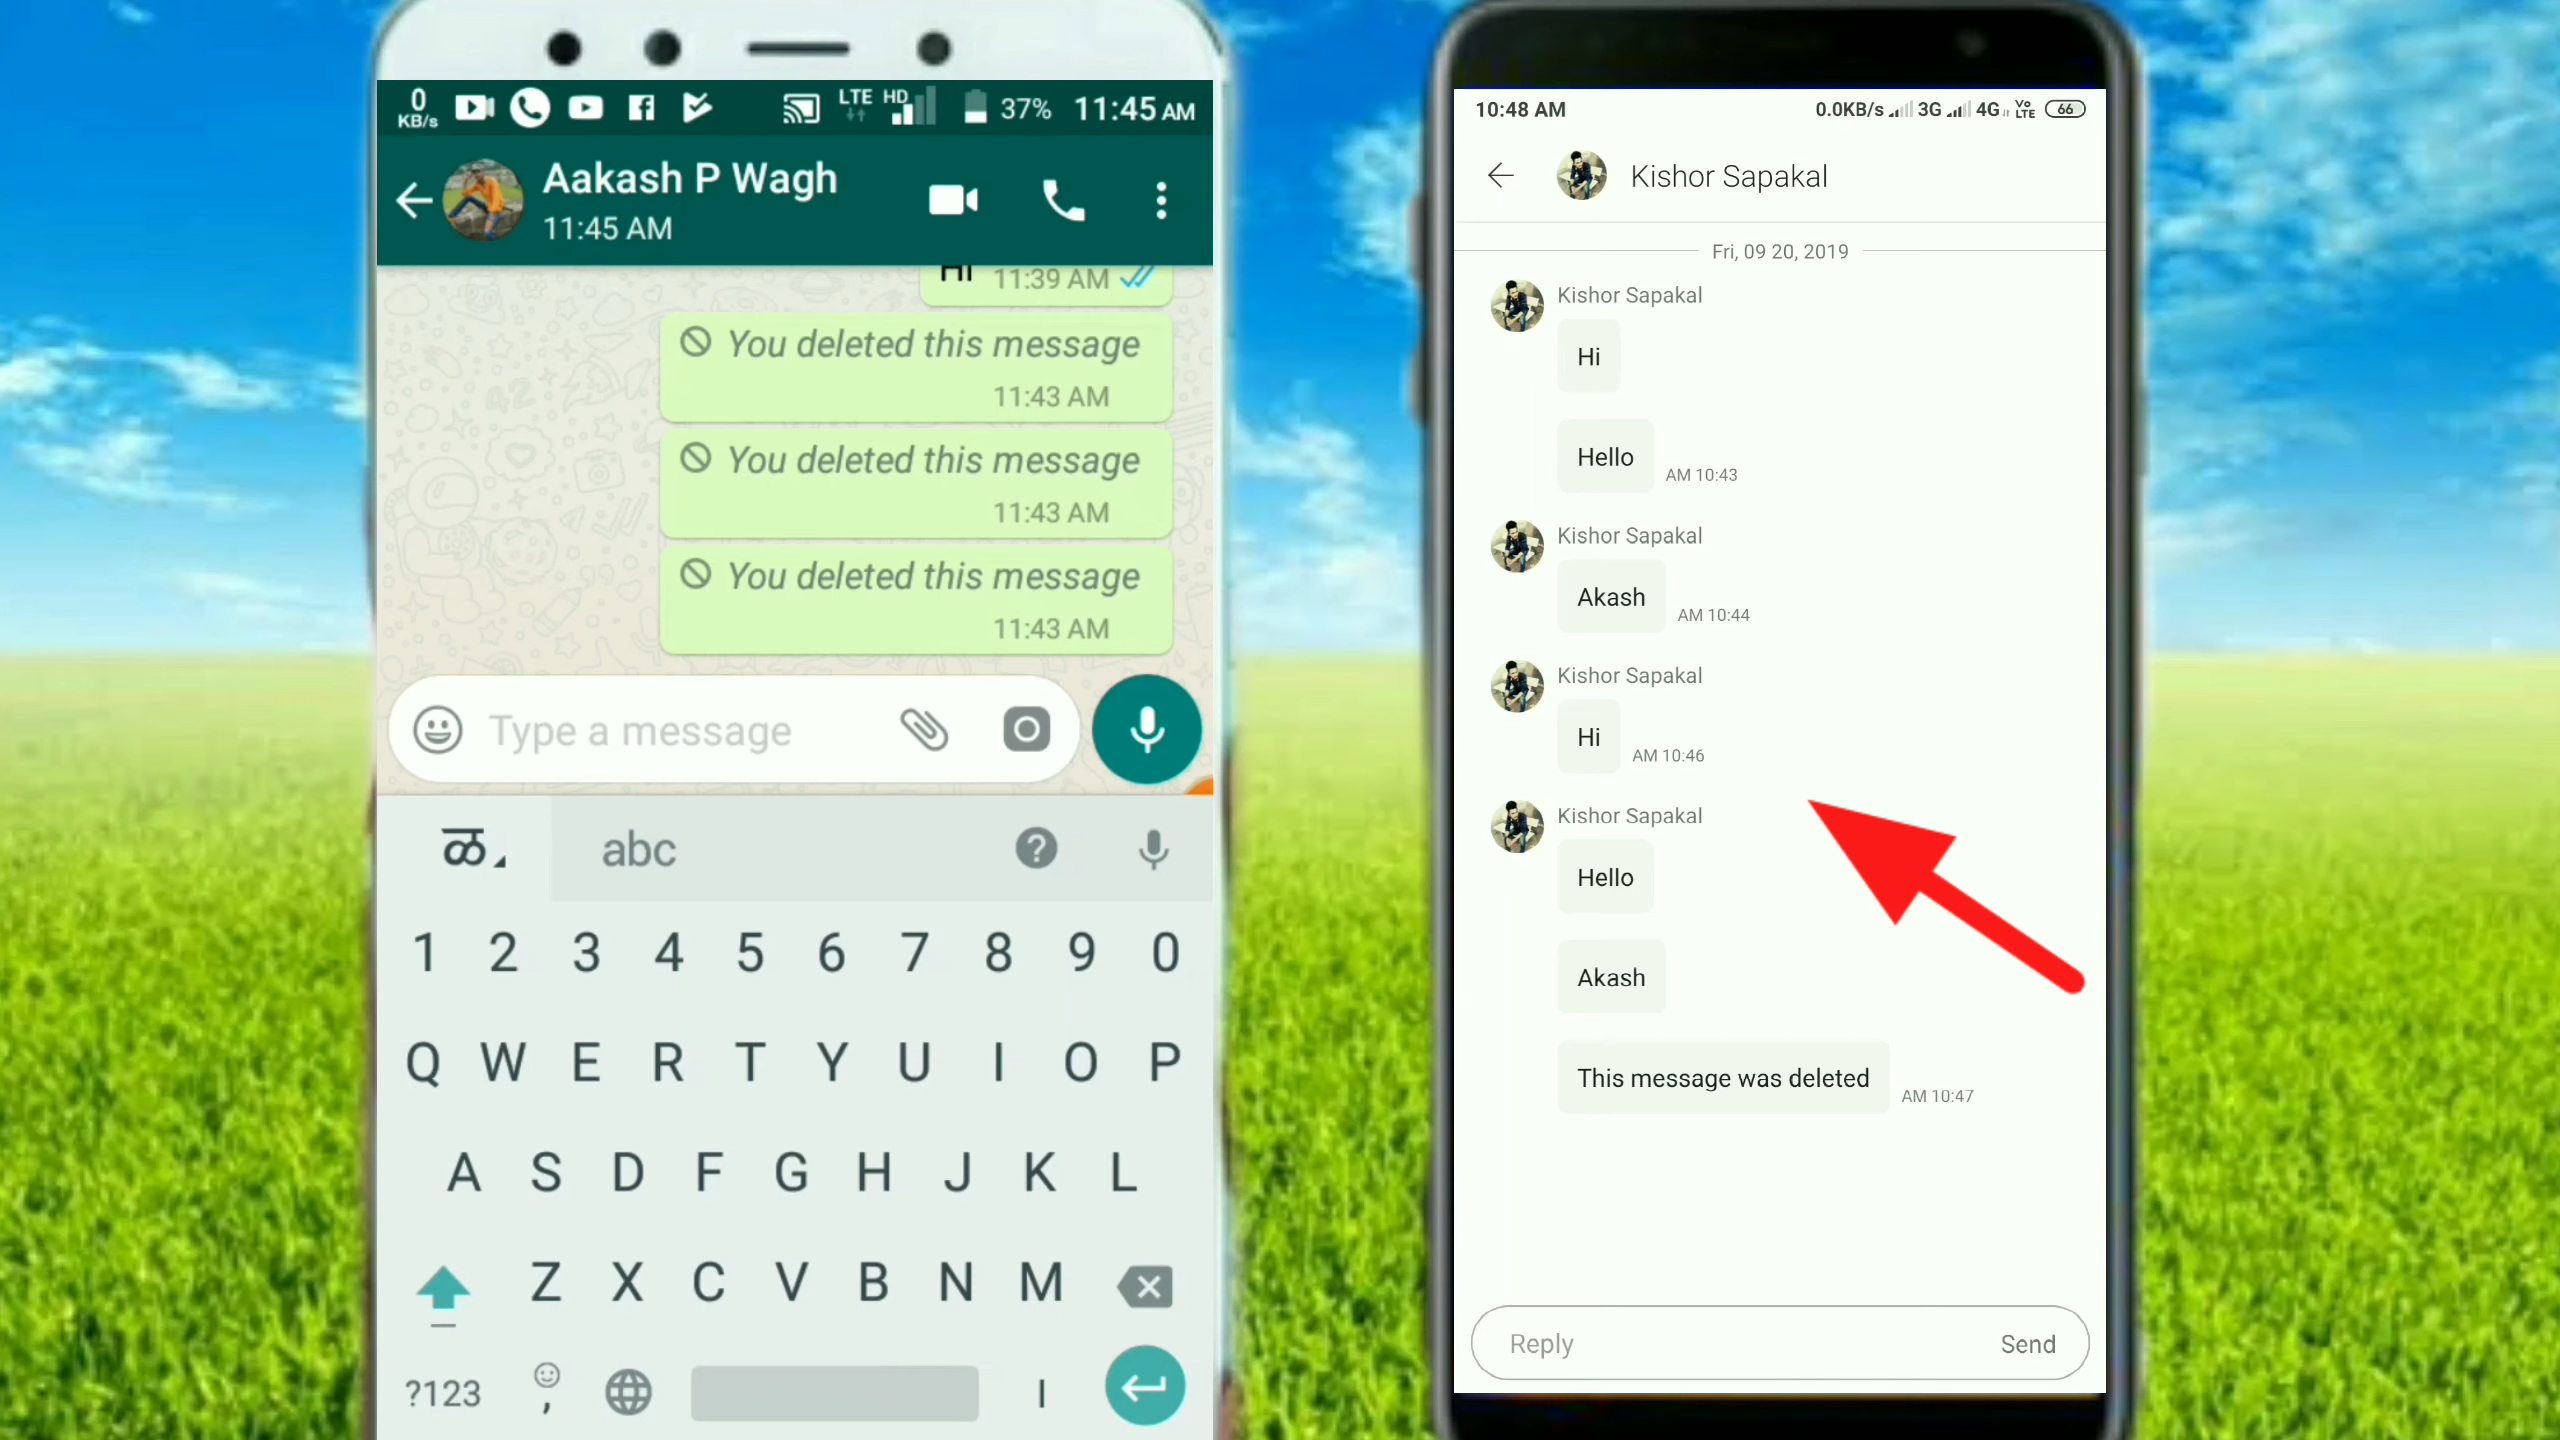 0
KB/s
LTE HD 37% 11:45 AM
Aakash P Wagh
11:45 AM
Hi 11:39 AM
You deleted this message
11:43 AM
You deleted this message
11:43 AM
You deleted this message
11:43 AM
Type a message
ळ abc
1 2 3 4 5 6 7 8 9 0
Q W E R T Y U I O P
A S D F G H J K L
Z X C V B N M
?123 , |
10:48 AM 0.0KB/s 3G 4G Vo LTE 66
Kishor Sapakal
Fri, 09 20, 2019
Kishor Sapakal
Hi
Hello AM 10:43
Kishor Sapakal
Akash AM 10:44
Kishor Sapakal
Hi AM 10:46
Kishor Sapakal
Hello
Akash
This message was deleted AM 10:47
Reply Send